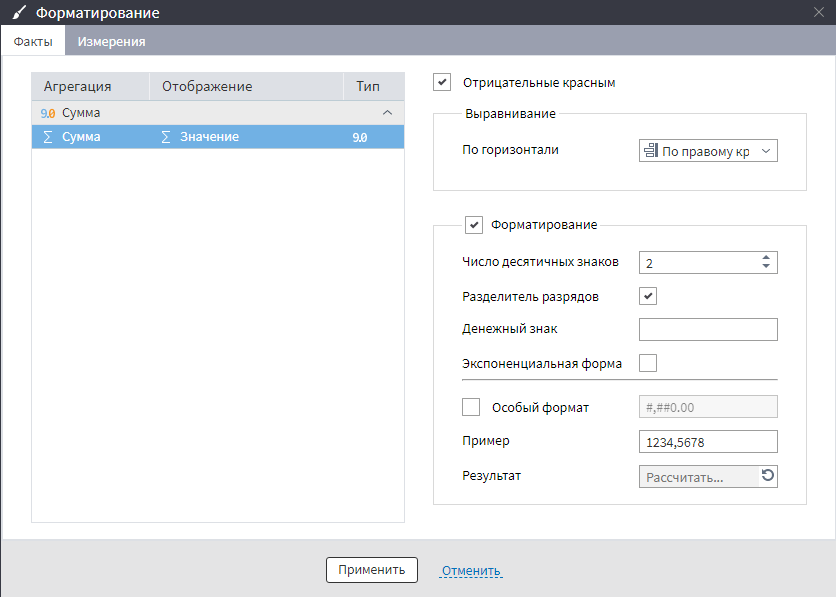 Форматирование
Факты Измерения
Агрегация Отображение Тип
9.0 Сумма
Σ Сумма Σ Значение 9.0
Отрицательные красным
Выравнивание
По горизонтали По правому кр
Форматирование
Число десятичных знаков 2
Разделитель разрядов
Денежный знак
Экспоненциальная форма
Особый формат #,##0.00
Пример 1234,5678
Результат Рассчитать...
Применить Отменить